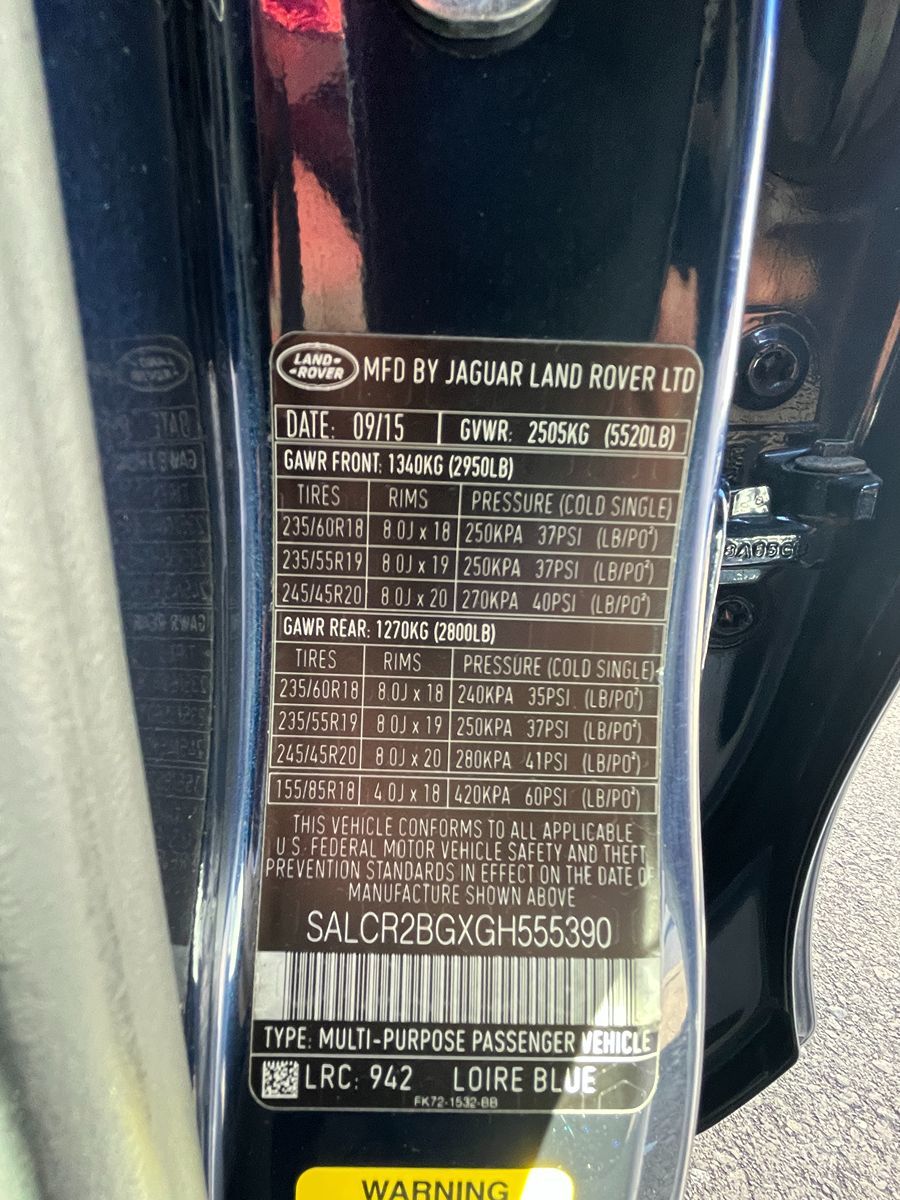 LAND ROVER MFD BY JAGUAR LAND ROVER LTD
DATE: 09/15 GVWR: 2505KG (5520LB)
GAWR FRONT: 1340KG (2950LB)
TIRES RIMS PRESSURE (COLD SINGLE)
235/60R18 8.0J x 18 250KPA 37PSI (LB/PO²)
235/55R19 8.0J x 19 250KPA 37PSI (LB/PO²)
245/45R20 8.0J x 20 270KPA 40PSI (LB/PO²)
GAWR REAR: 1270KG (2800LB)
TIRES RIMS PRESSURE (COLD SINGLE)
235/60R18 8.0J x 18 240KPA 35PSI (LB/PO²)
235/55R19 8.0J x 19 250KPA 37PSI (LB/PO²)
245/45R20 8.0J x 20 280KPA 41PSI (LB/PO²)
155/85R18 4.0J x 18 420KPA 60PSI (LB/PO²)
THIS VEHICLE CONFORMS TO ALL APPLICABLE
U.S. FEDERAL MOTOR VEHICLE SAFETY AND THEFT
PREVENTION STANDARDS IN EFFECT ON THE DATE OF
MANUFACTURE SHOWN ABOVE
SALCR2BGXGH555390
TYPE: MULTI-PURPOSE PASSENGER VEHICLE
LRC: 942 LOIRE BLUE
FK72-1532-BB
WARNING